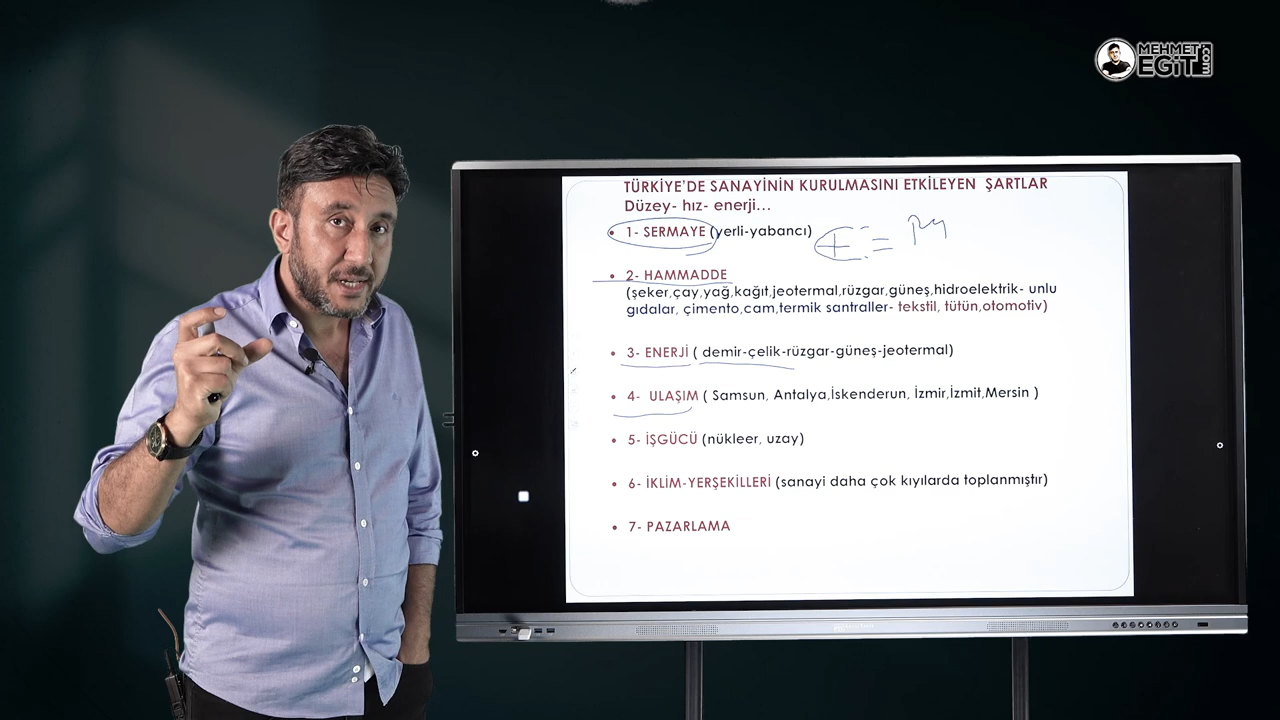 MEHMET
EGİT
.com
TÜRKİYE'DE SANAYİNİN KURULMASINI ETKİLEYEN ŞARTLAR
Düzey- hız- enerji...
• 1- SERMAYE (yerli-yabancı)
• 2- HAMMADDE
(şeker,çay,yağ,kağıt,jeotermal,rüzgar,güneş,hidroelektrik- unlu
gıdalar, çimento,cam,termik santraller- tekstil, tütün,otomotiv)
• 3- ENERJİ ( demir-çelik-rüzgar-güneş-jeotermal)
• 4- ULAŞIM ( Samsun, Antalya,İskenderun, İzmir,İzmit,Mersin )
• 5- İŞGÜCÜ (nükleer, uzay)
• 6- İKLİM-YERŞEKİLLERİ (sanayi daha çok kıyılarda toplanmıştır)
• 7- PAZARLAMA